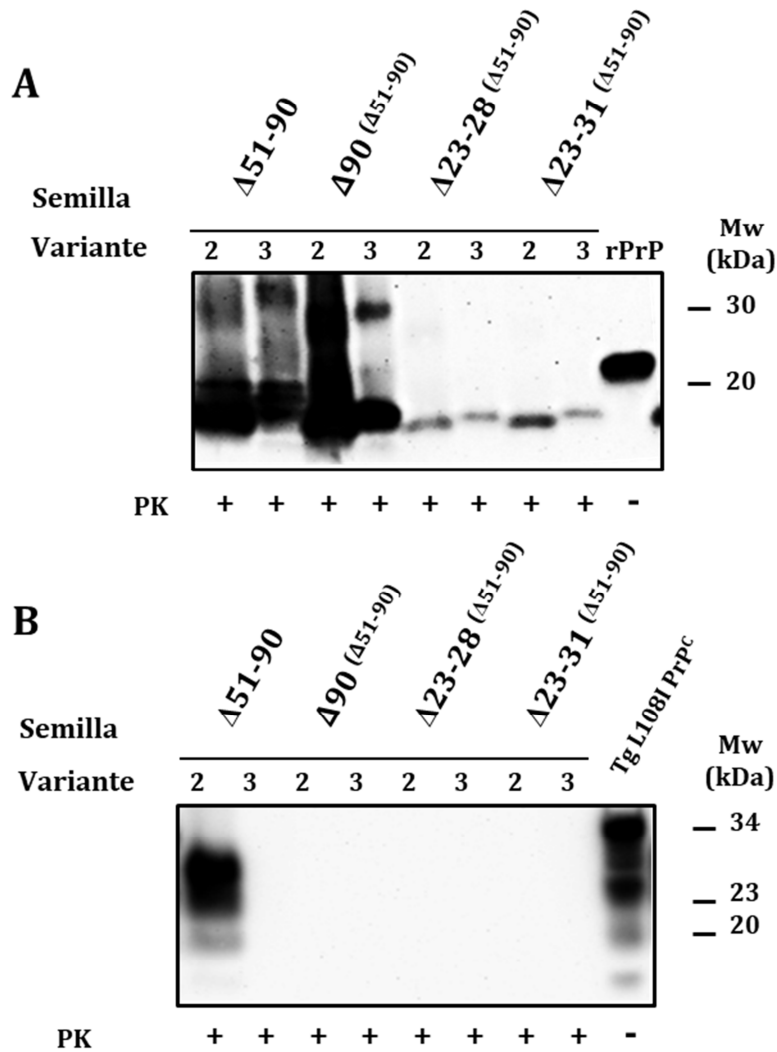 A
Δ51-90 Δ90 (Δ51-90) Δ23-28 (Δ51-90) Δ23-31 (Δ51-90)
Semilla
Variante 2 3 2 3 2 3 2 3 rPrP Mw (kDa)
30
20
PK + + + + + + + + -
B
Δ51-90 Δ90 (Δ51-90) Δ23-28 (Δ51-90) Δ23-31 (Δ51-90) Tg L108I PrPC
Semilla
Variante 2 3 2 3 2 3 2 3 Mw (kDa)
34
23
20
PK + + + + + + + + -